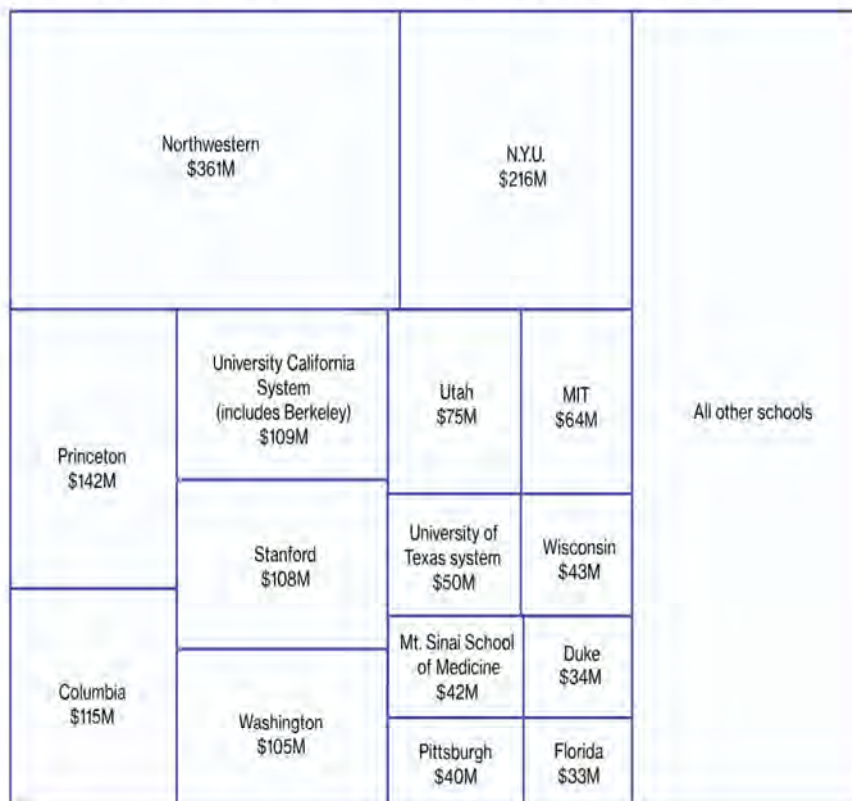 Northwestern
$361M
N.Y.U.
$216M
Princeton
$142M
University California
System
(includes Berkeley)
$109M
Utah
$75M
MIT
$64M
All other schools
Stanford
$108M
University of
Texas system
$50M
Wisconsin
$43M
Columbia
$115M
Washington
$105M
Mt. Sinai School
of Medicine
$42M
Duke
$34M
Pittsburgh
$40M
Florida
$33M